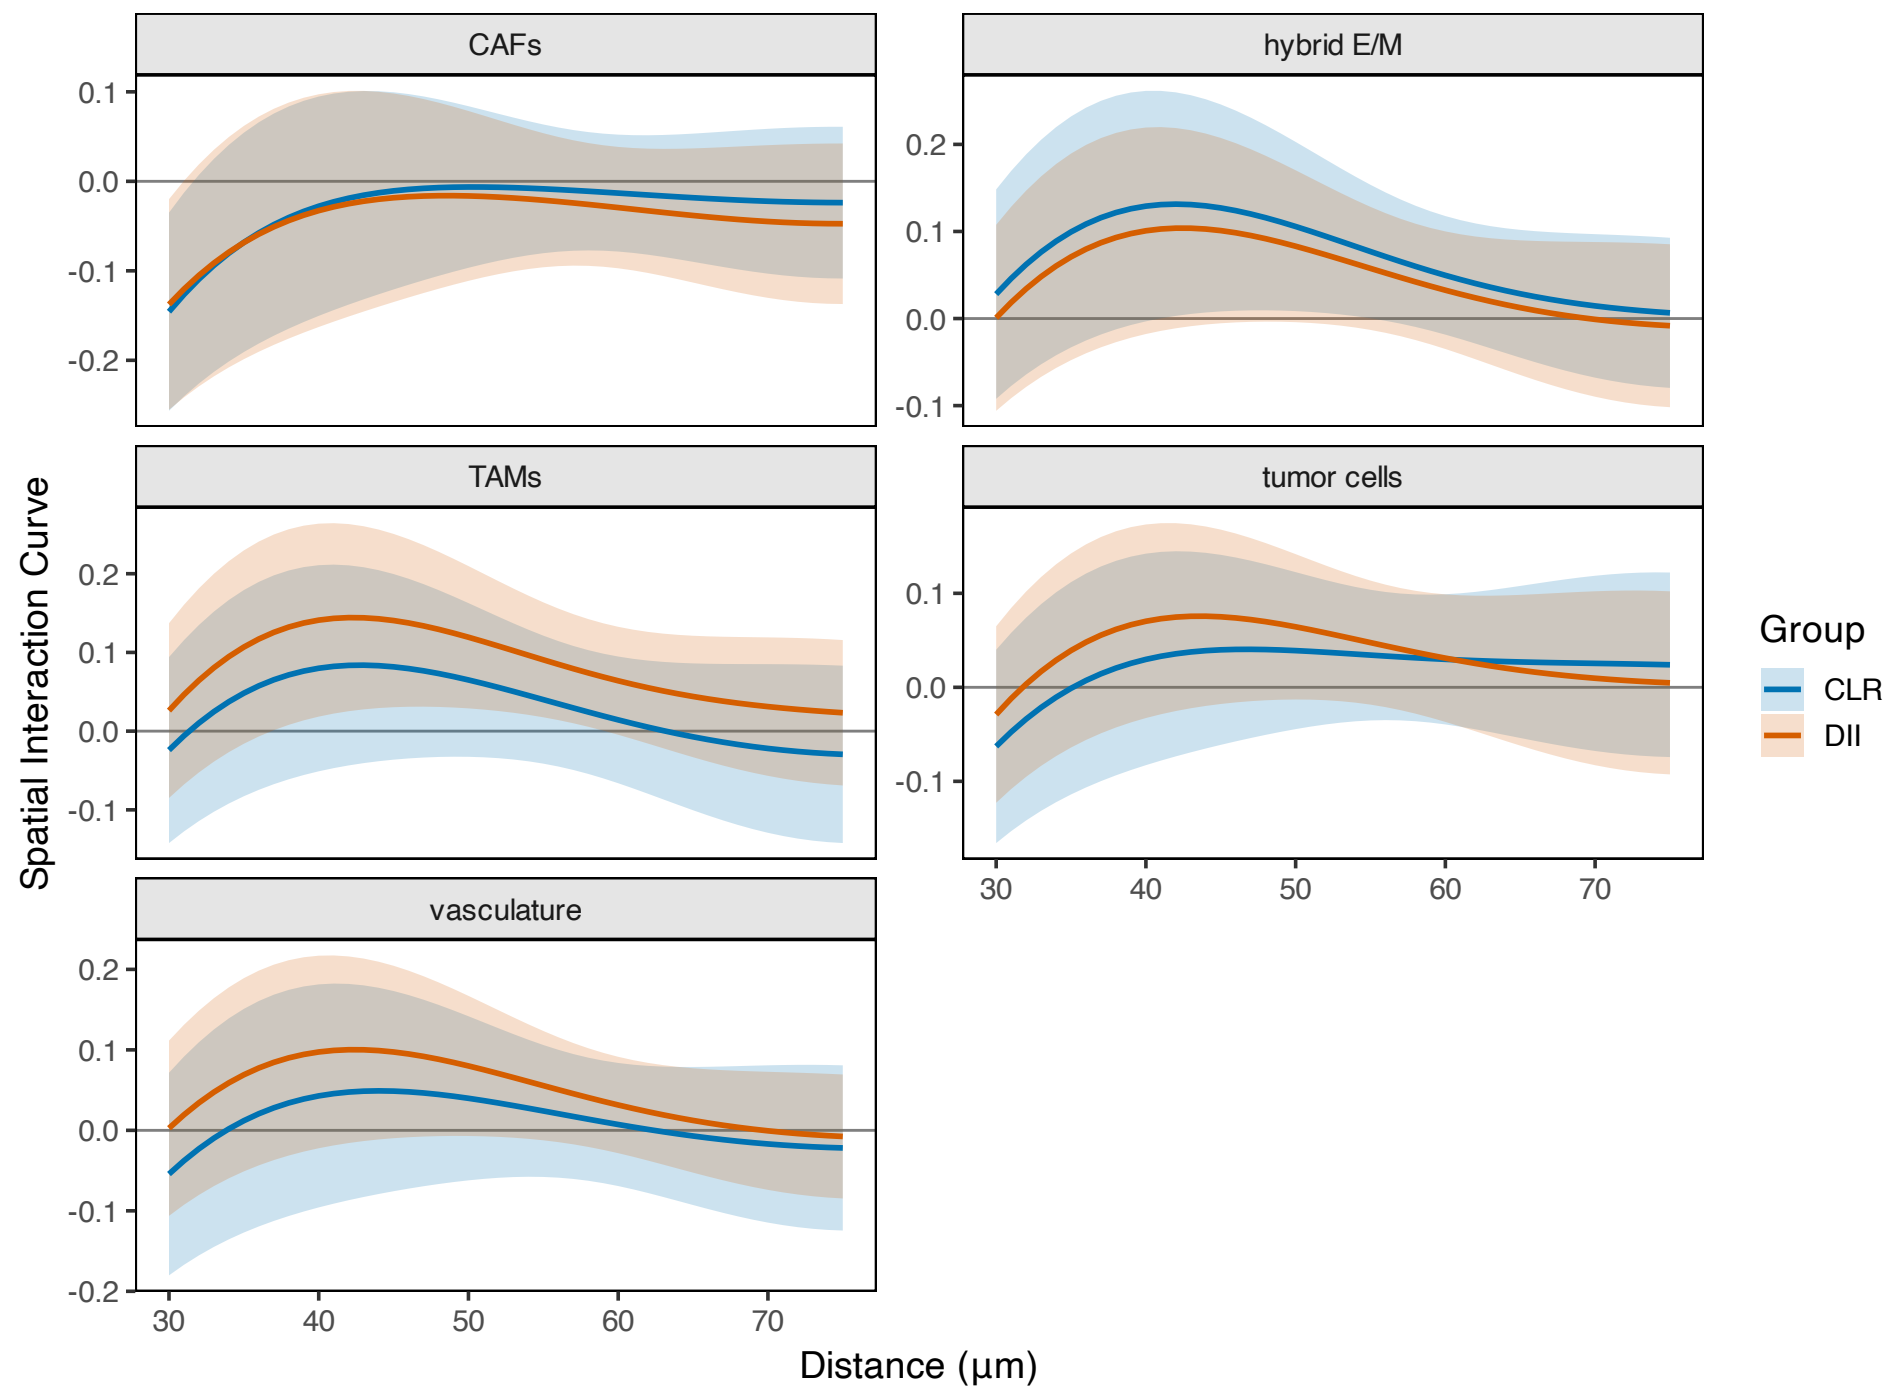 CAFs
hybrid E/M
0.1
0.0
-0.1
-0.2
0.2
0.1
0.0
-0.1
TAMs
tumor cells
0.2
0.1
0.0
-0.1
0.1
0.0
-0.1
30 40 50 60 70
vasculature
0.2
0.1
0.0
-0.1
-0.2
30 40 50 60 70
Distance (μm)
Spatial Interaction Curve
Group
CLR
DII